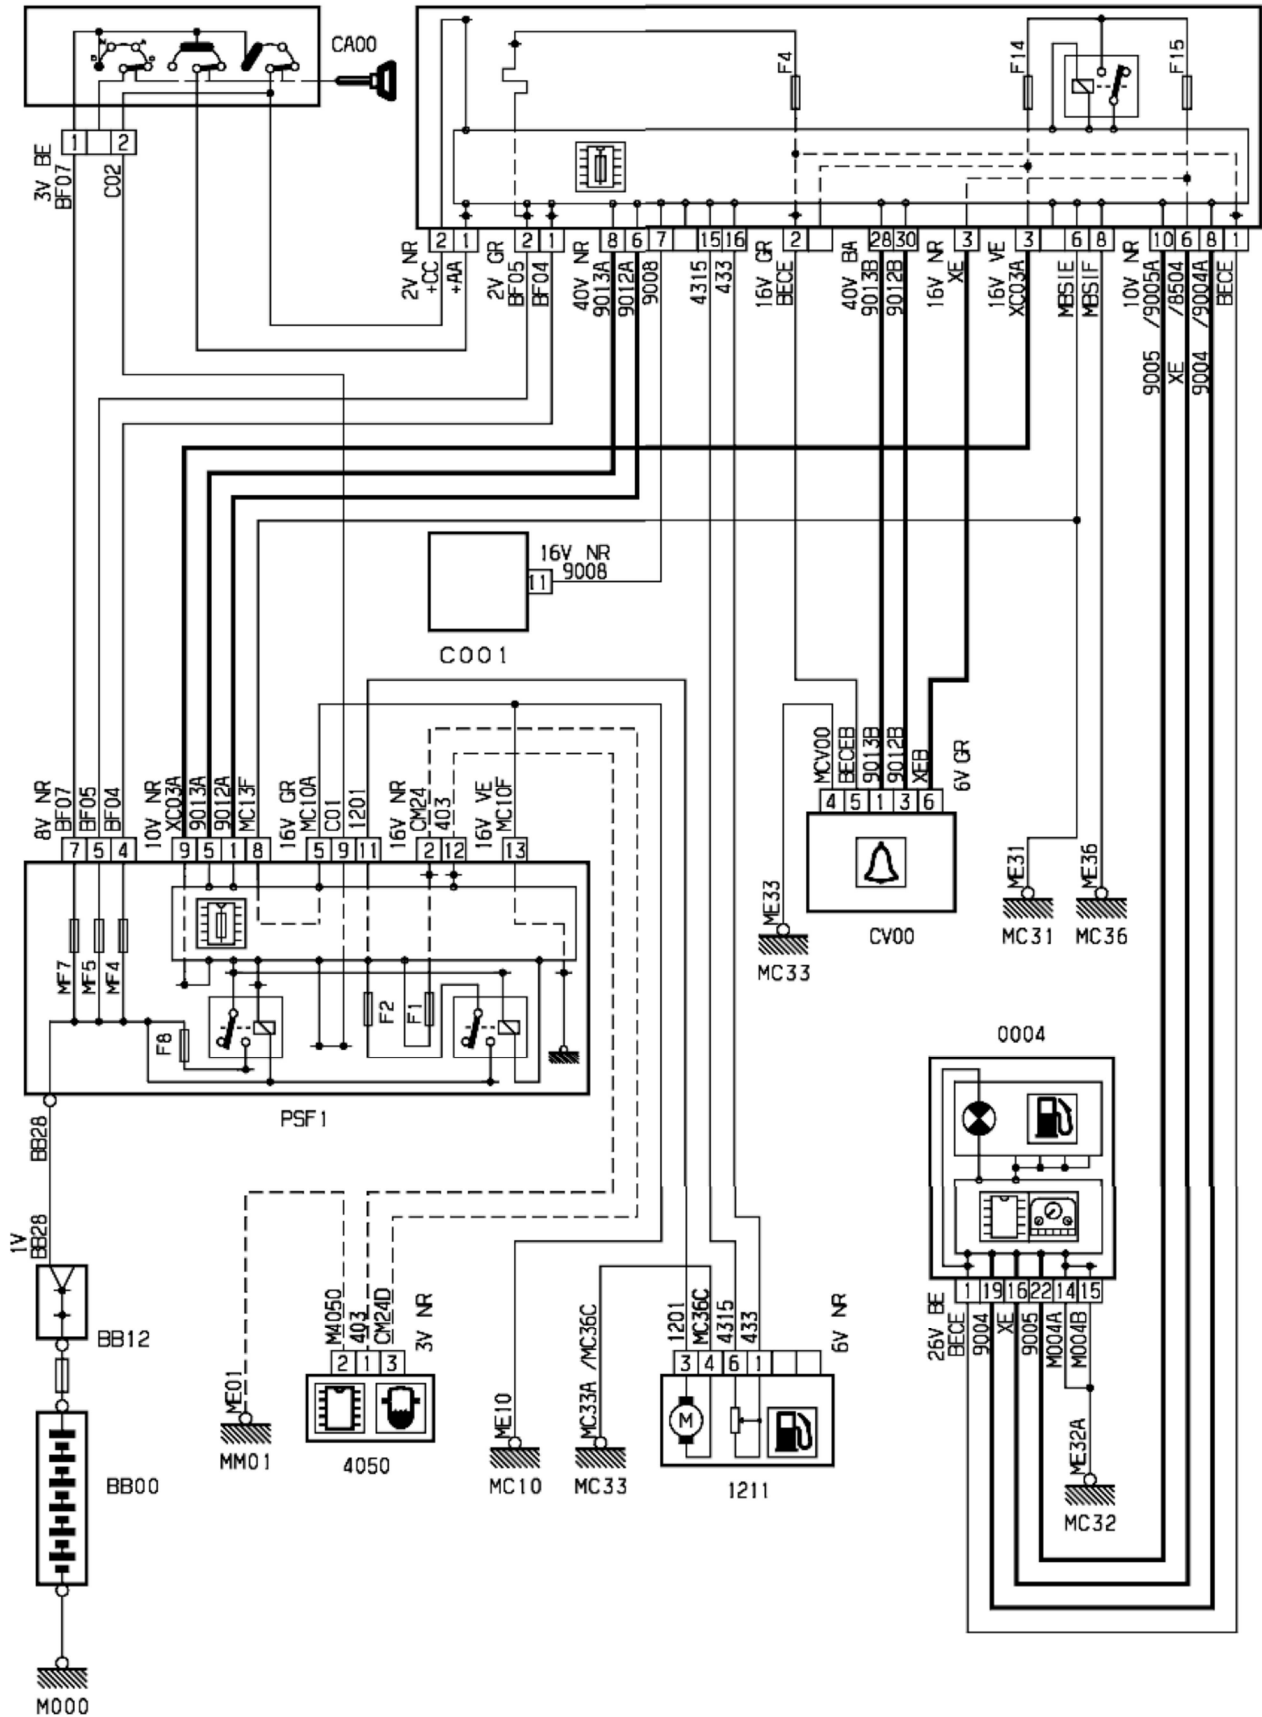 CA00
F4
F14
F15
1 2
3V BE
BF07
C02
2 1 2 1 8 6 7 15 16 2 28 30 3 3 6 8 10 6 8 1
2V NR
+CC
+AA
2V GR
BF05
BF04
40V NR
9013A
9012A
9008
4315
433
16V GR
BECE
40V BA
9013B
9012B
16V NR
XE
16V VE
XC03A
MBSIE
MBSIF
10V NR
9005 /9005A
XE /8504
9004 /9004A
BECE
16V NR
9008
11
C001
8V NR
BF07
BF05
BF04
10V NR
XC03A
9013A
9012A
MC13F
16V GR
MC10A
C01
1201
16V NR
CM24
403
16V VE
MC10F
7 5 4 9 5 1 8 5 9 11 2 12 13
MF7
MF5
MF4
F8
F2
F1
PSF1
MCV00
BECEB
9013B
9012B
XEB
6V GR
4 5 1 3 6
CV00
ME33
MC33
ME31
MC31
ME36
MC36
0004
1 19 16 22 14 15
26V BE
BECE
9004
XE
9005
M004A
M004B
ME32A
MC32
BB28
1V
BB28
BB12
BB00
M000
ME01
MM01
M4050
403
CM24D
3V NR
2 1 3
4050
ME10
MC10
MC33A /MC36C
MC33
1201
MC36C
4315
433
6V NR
3 4 6 1
M
1211